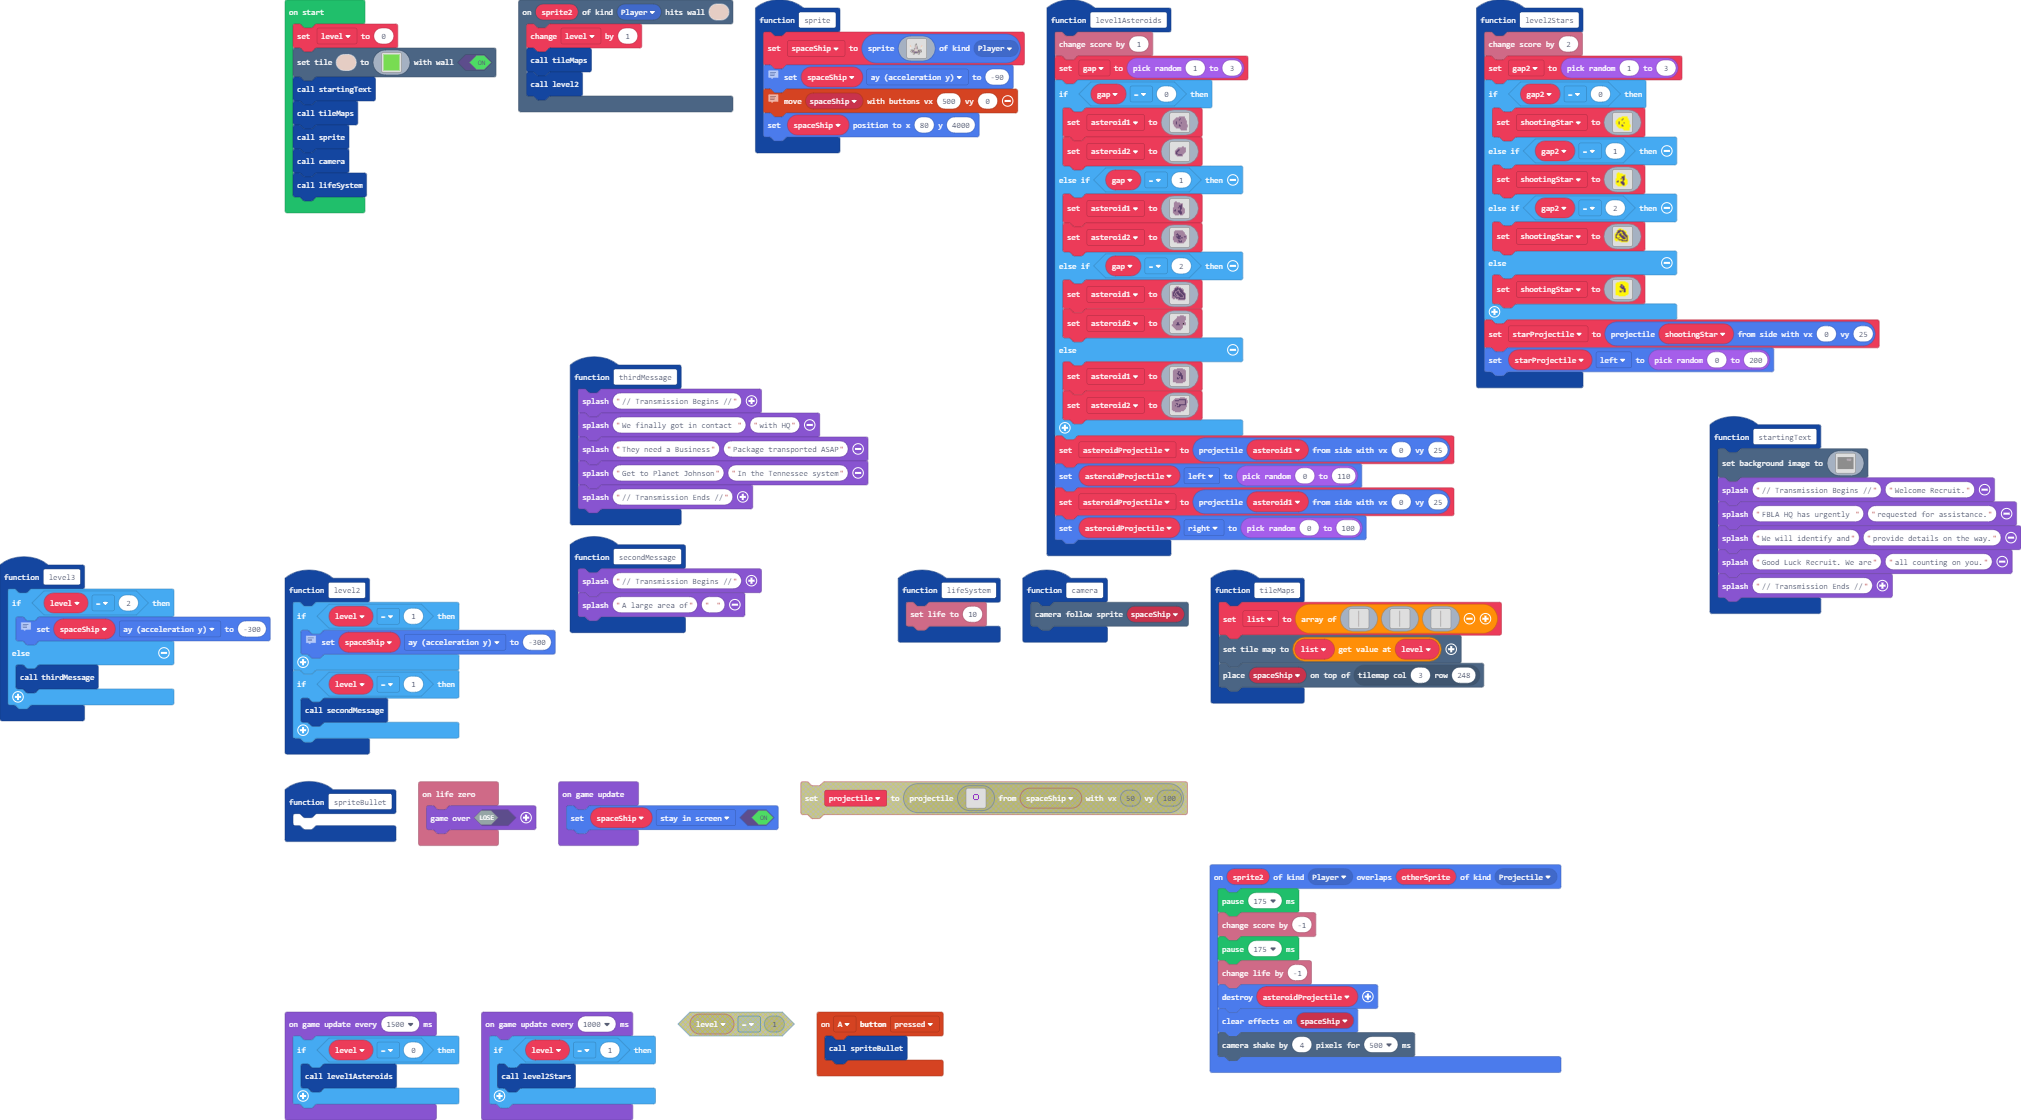 on start
set level to 0
set tile to with wall ON
call startingText
call tileMaps
call sprite
call camera
call lifeSystem
on sprite2 of kind Player hits wall
change level by 1
call tileMaps
call level2
function sprite
set spaceShip to sprite of kind Player
set spaceShip ay (acceleration y) to -90
move spaceShip with buttons vx 500 vy 0
set spaceShip position to x 80 y 4000
function level1Asteroids
change score by 1
set gap to pick random 1 to 3
if gap = 0 then
set asteroid1 to
set asteroid2 to
else if gap = 1 then
set asteroid1 to
set asteroid2 to
else if gap = 2 then
set asteroid1 to
set asteroid2 to
else
set asteroid1 to
set asteroid2 to
set asteroidProjectile to projectile asteroid1 from side with vx 0 vy 25
set asteroidProjectile left to pick random 0 to 110
set asteroidProjectile to projectile asteroid1 from side with vx 0 vy 25
set asteroidProjectile right to pick random 0 to 100
function level2Stars
change score by 2
set gap2 to pick random 1 to 3
if gap2 = 0 then
set shootingStar to
else if gap2 = 1 then
set shootingStar to
else if gap2 = 2 then
set shootingStar to
else
set shootingStar to
set starProjectile to projectile shootingStar from side with vx 0 vy 25
set starProjectile left to pick random 0 to 200
function thirdMessage
splash "// Transmission Begins //"
splash "We finally got in contact " "with HQ"
splash "They need a Business" "Package transported ASAP"
splash "Get to Planet Johnson" "In the Tennessee system"
splash "// Transmission Ends //"
function startingText
set background image to
splash "// Transmission Begins //" "Welcome Recruit."
splash "FBLA HQ has urgently " "requested for assistance."
splash "We will identify and" "provide details on the way."
splash "Good Luck Recruit. We are" "all counting on you."
splash "// Transmission Ends //"
function secondMessage
splash "// Transmission Begins //"
splash "A large area of" " "
function level3
if level = 2 then
set spaceShip ay (acceleration y) to -300
else
call thirdMessage
function level2
if level = 1 then
set spaceShip ay (acceleration y) to -300
if level = 1 then
call secondMessage
function lifeSystem
set life to 10
function camera
camera follow sprite spaceShip
function tileMaps
set list to array of
set tile map to list get value at level
place spaceShip on top of tilemap col 3 row 248
function spriteBullet
on life zero
game over LOSE
on game update
set spaceShip stay in screen ON
set projectile to projectile from spaceShip with vx 50 vy 100
on sprite2 of kind Player overlaps otherSprite of kind Projectile
pause 175 ms
change score by -1
pause 175 ms
change life by -1
destroy asteroidProjectile
clear effects on spaceShip
camera shake by 4 pixels for 500 ms
on game update every 1500 ms
if level = 0 then
call level1Asteroids
on game update every 1000 ms
if level = 1 then
call level2Stars
level = 1
on A button pressed
call spriteBullet